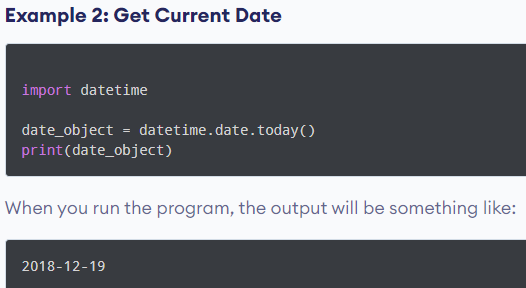 Example 2: Get Current Date
import datetime
date_object = datetime.date.today()
print(date_object)
When you run the program, the output will be something like:
2018-12-19